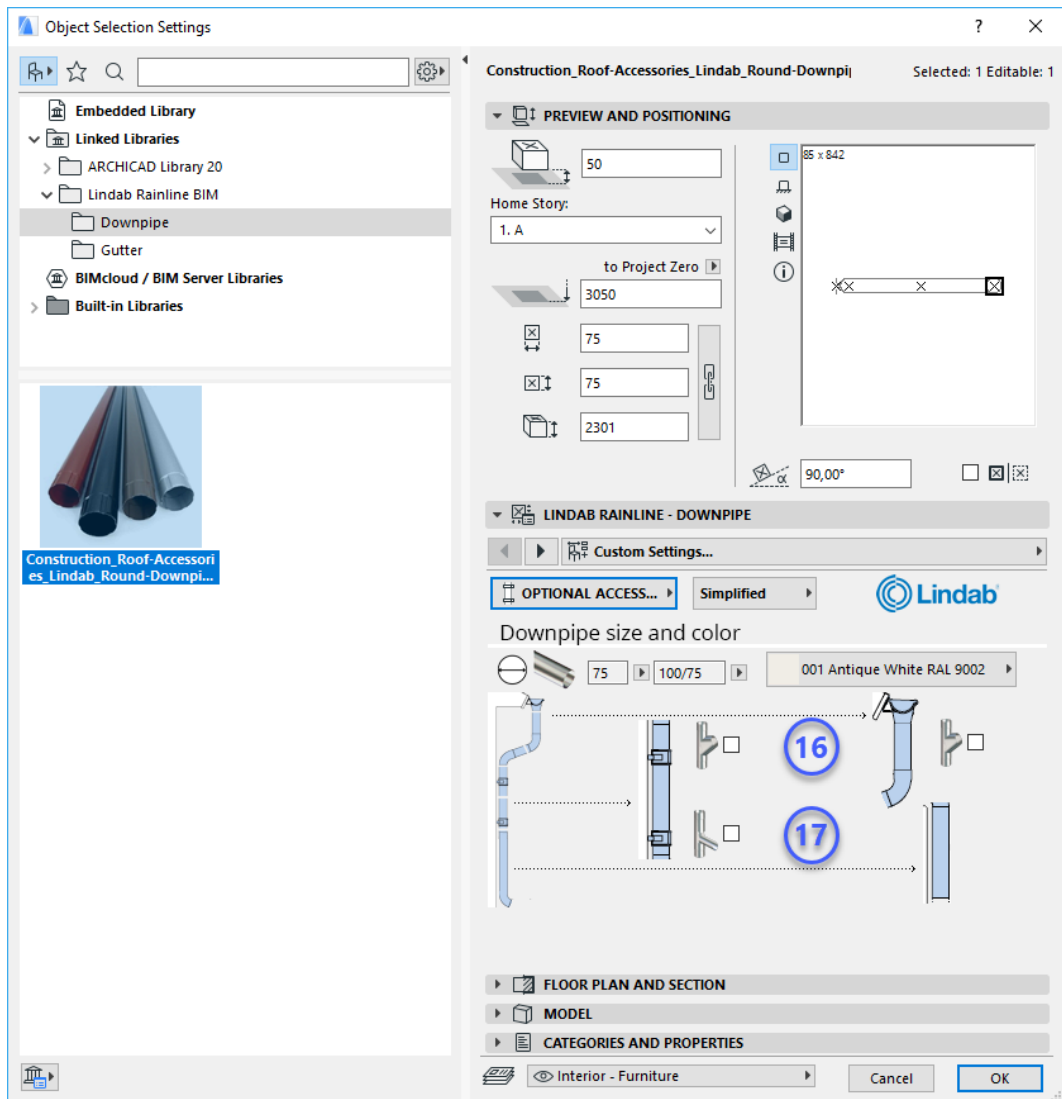 Object Selection Settings
?
Construction_Roof-Accessories_Lindab_Round-Downpi
Selected: 1 Editable: 1
Embedded Library
Linked Libraries
ARCHICAD Library 20
Lindab Rainline BIM
Downpipe
Gutter
BIMcloud / BIM Server Libraries
Built-in Libraries
Construction_Roof-Accessori
es_Lindab_Round-Downpi...
PREVIEW AND POSITIONING
50
Home Story:
1. A
to Project Zero
3050
75
75
2301
85 x 842
α
90,00°
LINDAB RAINLINE - DOWNPIPE
Custom Settings...
OPTIONAL ACCESS...
Simplified
Lindab
Downpipe size and color
75
100/75
001 Antique White RAL 9002
16
17
FLOOR PLAN AND SECTION
MODEL
CATEGORIES AND PROPERTIES
Interior - Furniture
Cancel
OK